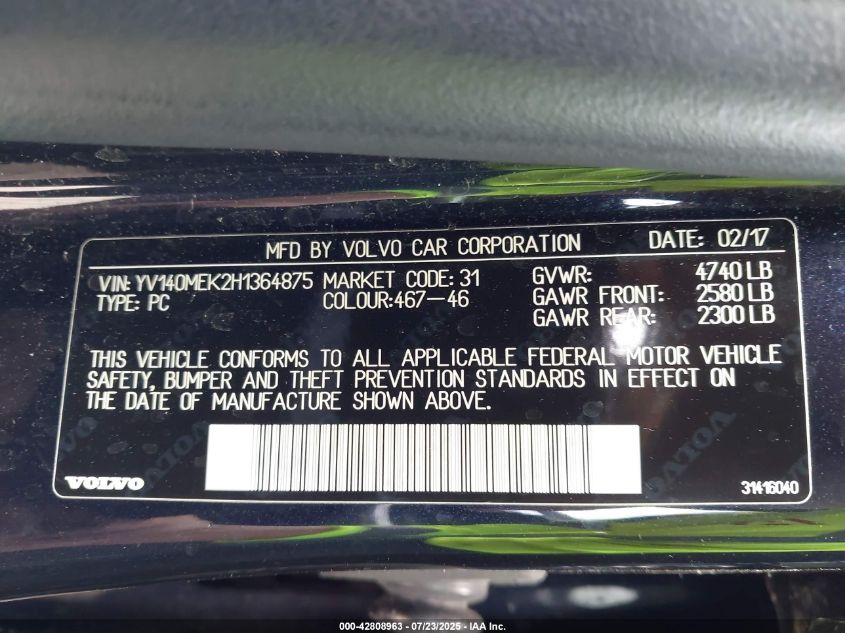 MFD BY VOLVO CAR CORPORATION DATE: 02/17
VIN: YV140MEK2H1364875 MARKET CODE: 31 GVWR: 4740 LB
TYPE: PC COLOUR:467-46 GAWR FRONT: 2580 LB
GAWR REAR: 2300 LB
THIS VEHICLE CONFORMS TO ALL APPLICABLE FEDERAL MOTOR VEHICLE
SAFETY, BUMPER AND THEFT PREVENTION STANDARDS IN EFFECT ON
THE DATE OF MANUFACTURE SHOWN ABOVE.
VOLVO 31416040
000-42808963 - 07/23/2025 - IAA Inc.